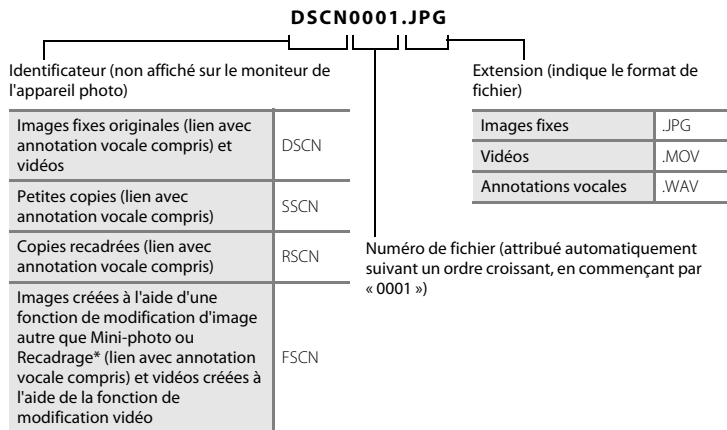 DSCN0001.JPG
Identificateur (non affiché sur le moniteur de
l'appareil photo)
Images fixes originales (lien avec
annotation vocale compris) et
vidéos
DSCN
Petites copies (lien avec
annotation vocale compris)
SSCN
Copies recadrées (lien avec
annotation vocale compris)
RSCN
Images créées à l'aide d'une
fonction de modification d'image
autre que Mini-photo ou
Recadrage* (lien avec annotation
vocale compris) et vidéos créées à
l'aide de la fonction de
modification vidéo
FSCN
Extension (indique le format de
fichier)
Images fixes .JPG
Vidéos .MOV
Annotations vocales .WAV
Numéro de fichier (attribué automatiquement
suivant un ordre croissant, en commençant par
« 0001 »)